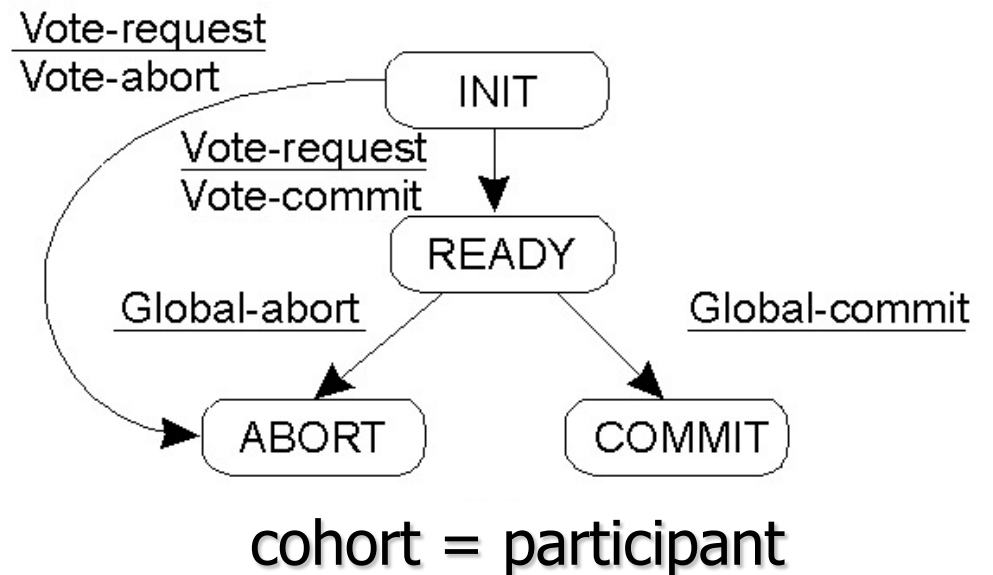 Vote-request
Vote-abort
INIT
Vote-request
Vote-commit
READY
Global-abort
Global-commit
ABORT
COMMIT
cohort = participant